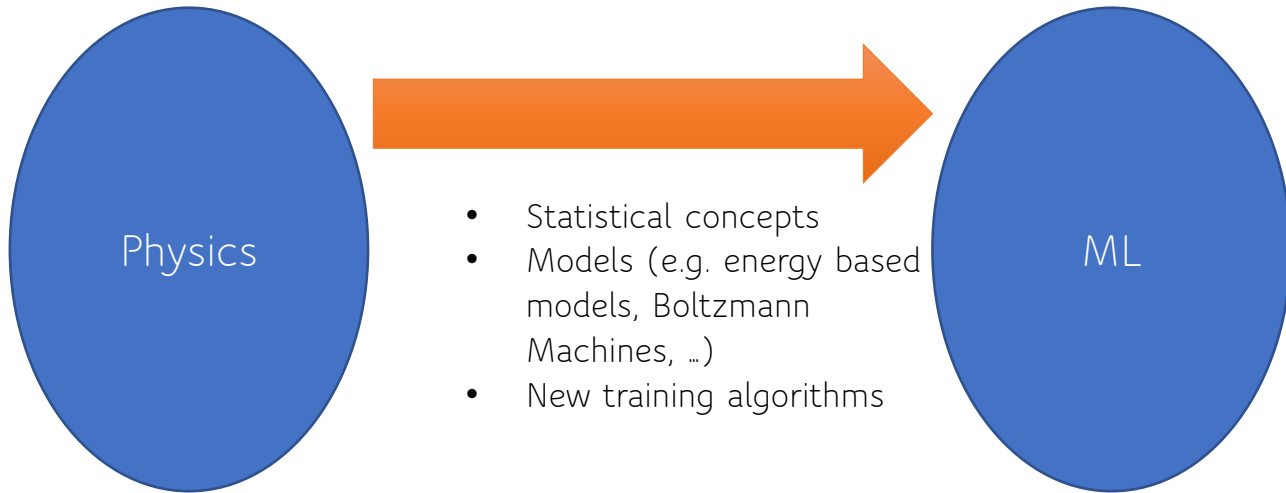 Physics
• Statistical concepts
• Models (e.g. energy based
models, Boltzmann
Machines, …)
• New training algorithms
ML